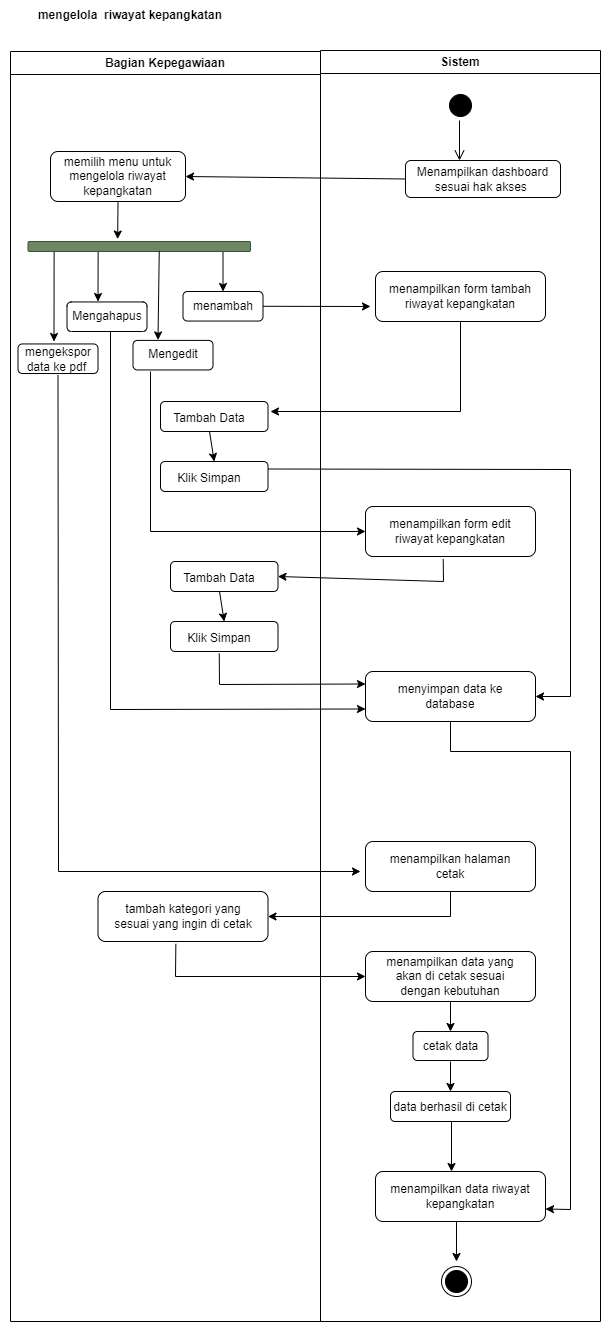 mengelola riwayat kepangkatan
Bagian Kepegawiaan
Sistem
Menampilkan dashboard
sesuai hak akses
memilih menu untuk
mengelola riwayat
kepangkatan
menambah
Mengahapus
mengekspor
data ke pdf
Mengedit
menampilkan form tambah
riwayat kepangkatan
Tambah Data
Klik Simpan
menampilkan form edit
riwayat kepangkatan
Tambah Data
Klik Simpan
menyimpan data ke
database
menampilkan halaman
cetak
tambah kategori yang
sesuai yang ingin di cetak
menampilkan data yang
akan di cetak sesuai
dengan kebutuhan
cetak data
data berhasil di cetak
menampilkan data riwayat
kepangkatan